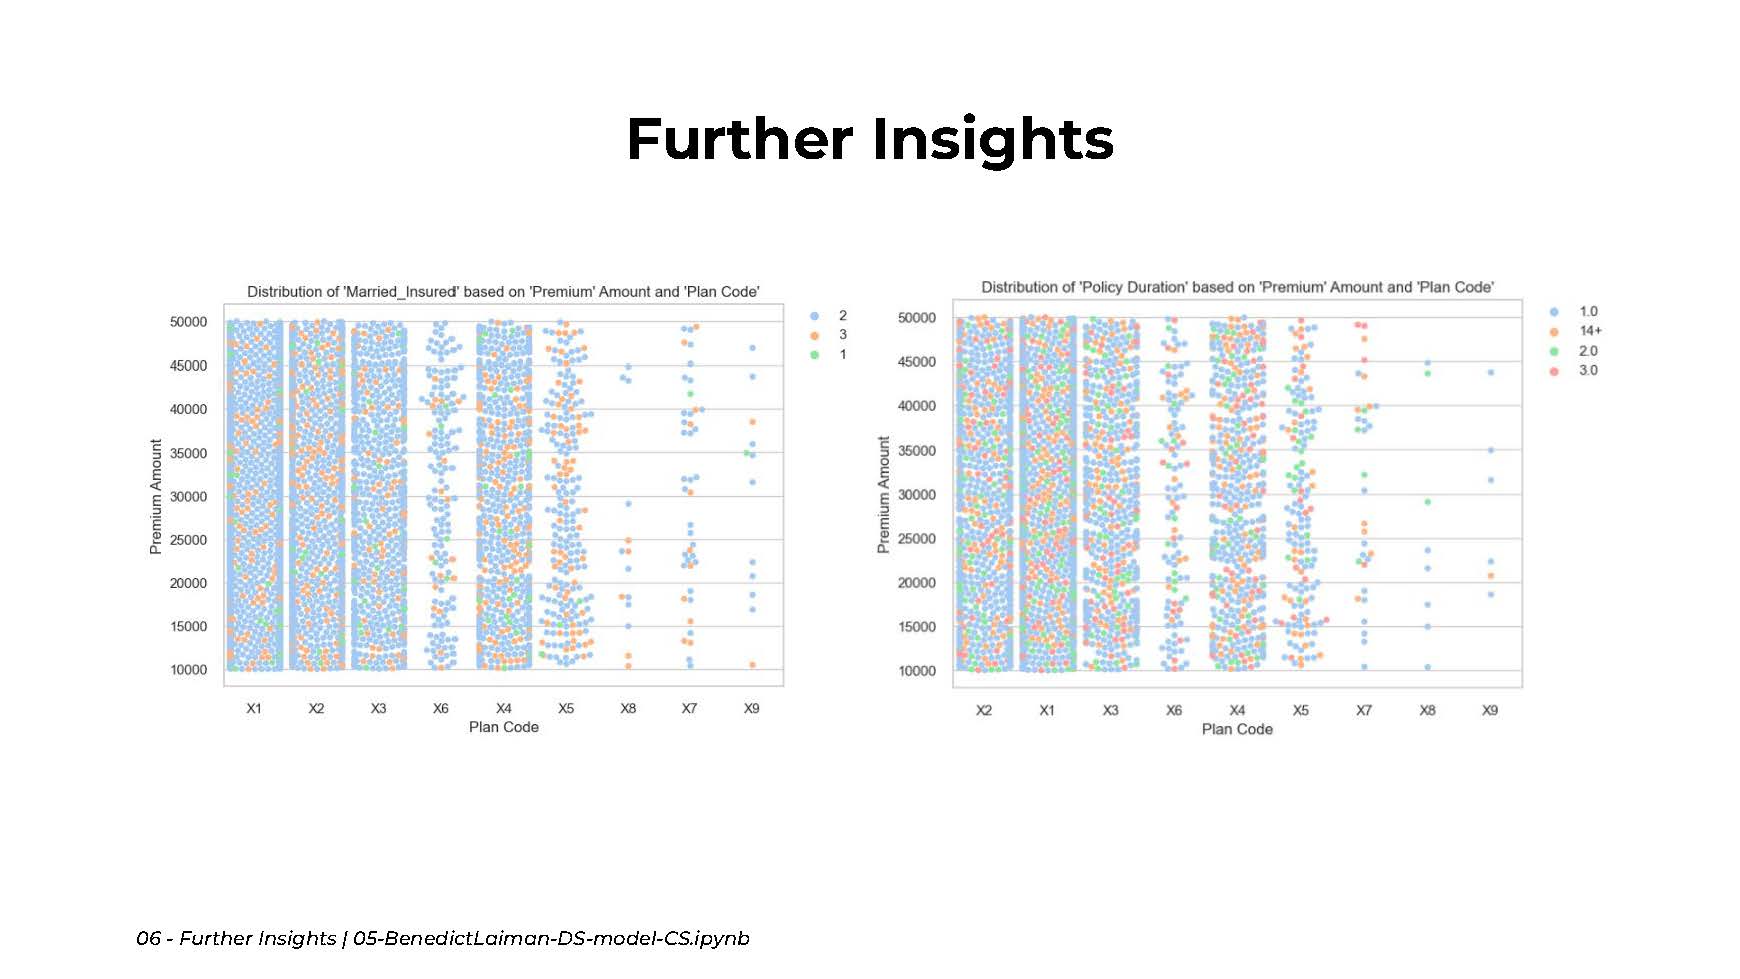 Further Insights
Distribution of 'Married_Insured' based on 'Premium' Amount and 'Plan Code'
2
3
1
50000
45000
40000
35000
30000
25000
20000
15000
10000
Premium Amount
X1 X2 X3 X6 X4 X5 X8 X7 X9
Plan Code
Distribution of 'Policy Duration' based on 'Premium' Amount and 'Plan Code'
1.0
14+
2.0
3.0
50000
45000
40000
35000
30000
25000
20000
15000
10000
Premium Amount
X2 X1 X3 X6 X4 X5 X7 X8 X9
Plan Code
06 - Further Insights | 05-BenedictLaiman-DS-model-CS.ipynb